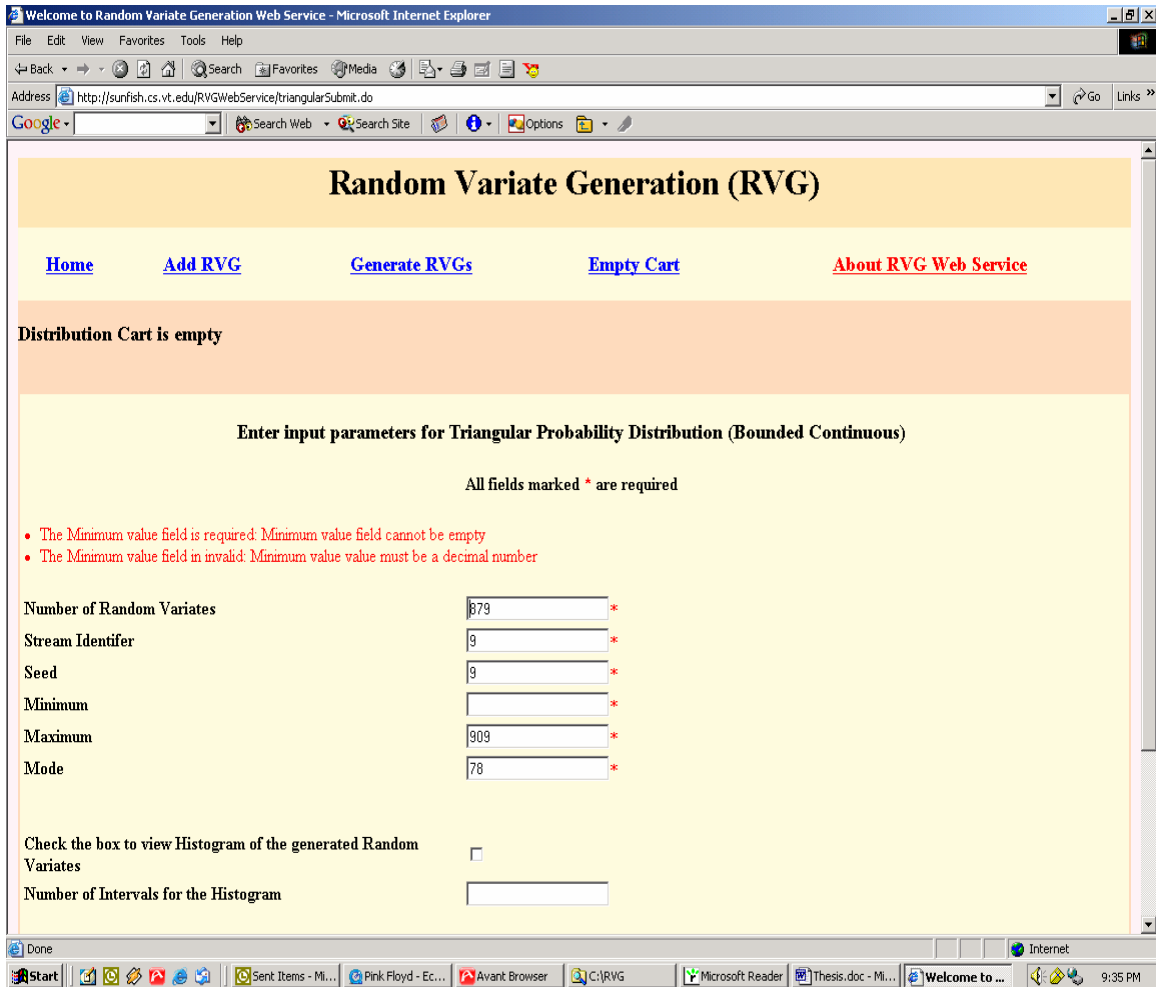 Welcome to Random Variate Generation Web Service - Microsoft Internet Explorer
File Edit View Favorites Tools Help
Back Search Favorites Media
Address http://sunfish.cs.vt.edu/RVGWebService/triangularSubmit.do Go Links »
Google Search Web Search Site Options
Random Variate Generation (RVG)
Home Add RVG Generate RVGs Empty Cart About RVG Web Service
Distribution Cart is empty
Enter input parameters for Triangular Probability Distribution (Bounded Continuous)
All fields marked * are required
• The Minimum value field is required: Minimum value field cannot be empty
• The Minimum value field in invalid: Minimum value value must be a decimal number
Number of Random Variates 879 *
Stream Identifer 9 *
Seed 9 *
Minimum *
Maximum 909 *
Mode 78 *
Check the box to view Histogram of the generated Random
Variates
Number of Intervals for the Histogram
Done Internet
Start Sent Items - Mi... Pink Floyd - Ec... Avant Browser C:\RVG Microsoft Reader Thesis.doc - Mi... Welcome to ... 9:35 PM